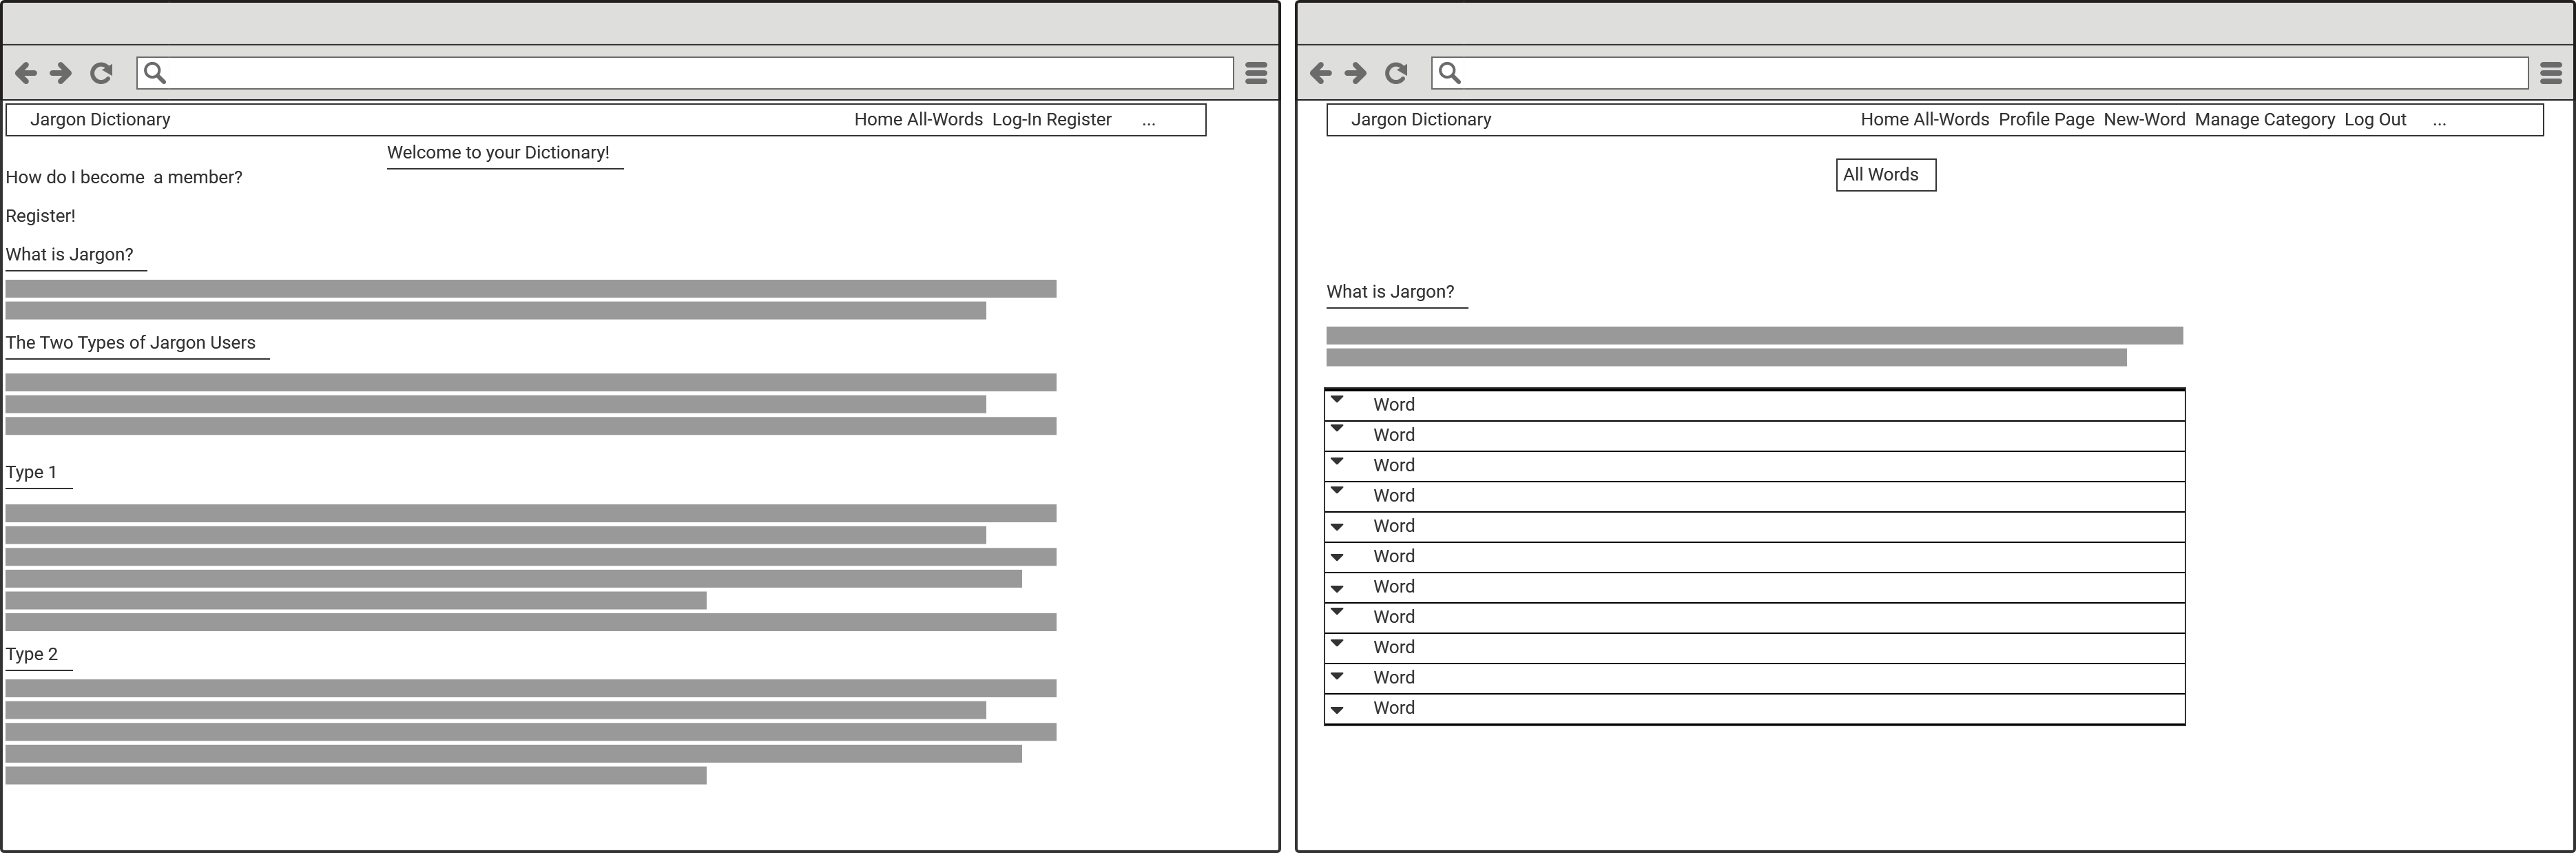 Jargon Dictionary
Home All-Words Log-In Register ...
Welcome to your Dictionary!
How do I become a member?
Register!
What is Jargon?
The Two Types of Jargon Users
Type 1
Type 2
Jargon Dictionary
Home All-Words Profile Page New-Word Manage Category Log Out ...
All Words
What is Jargon?
Word
Word
Word
Word
Word
Word
Word
Word
Word
Word
Word